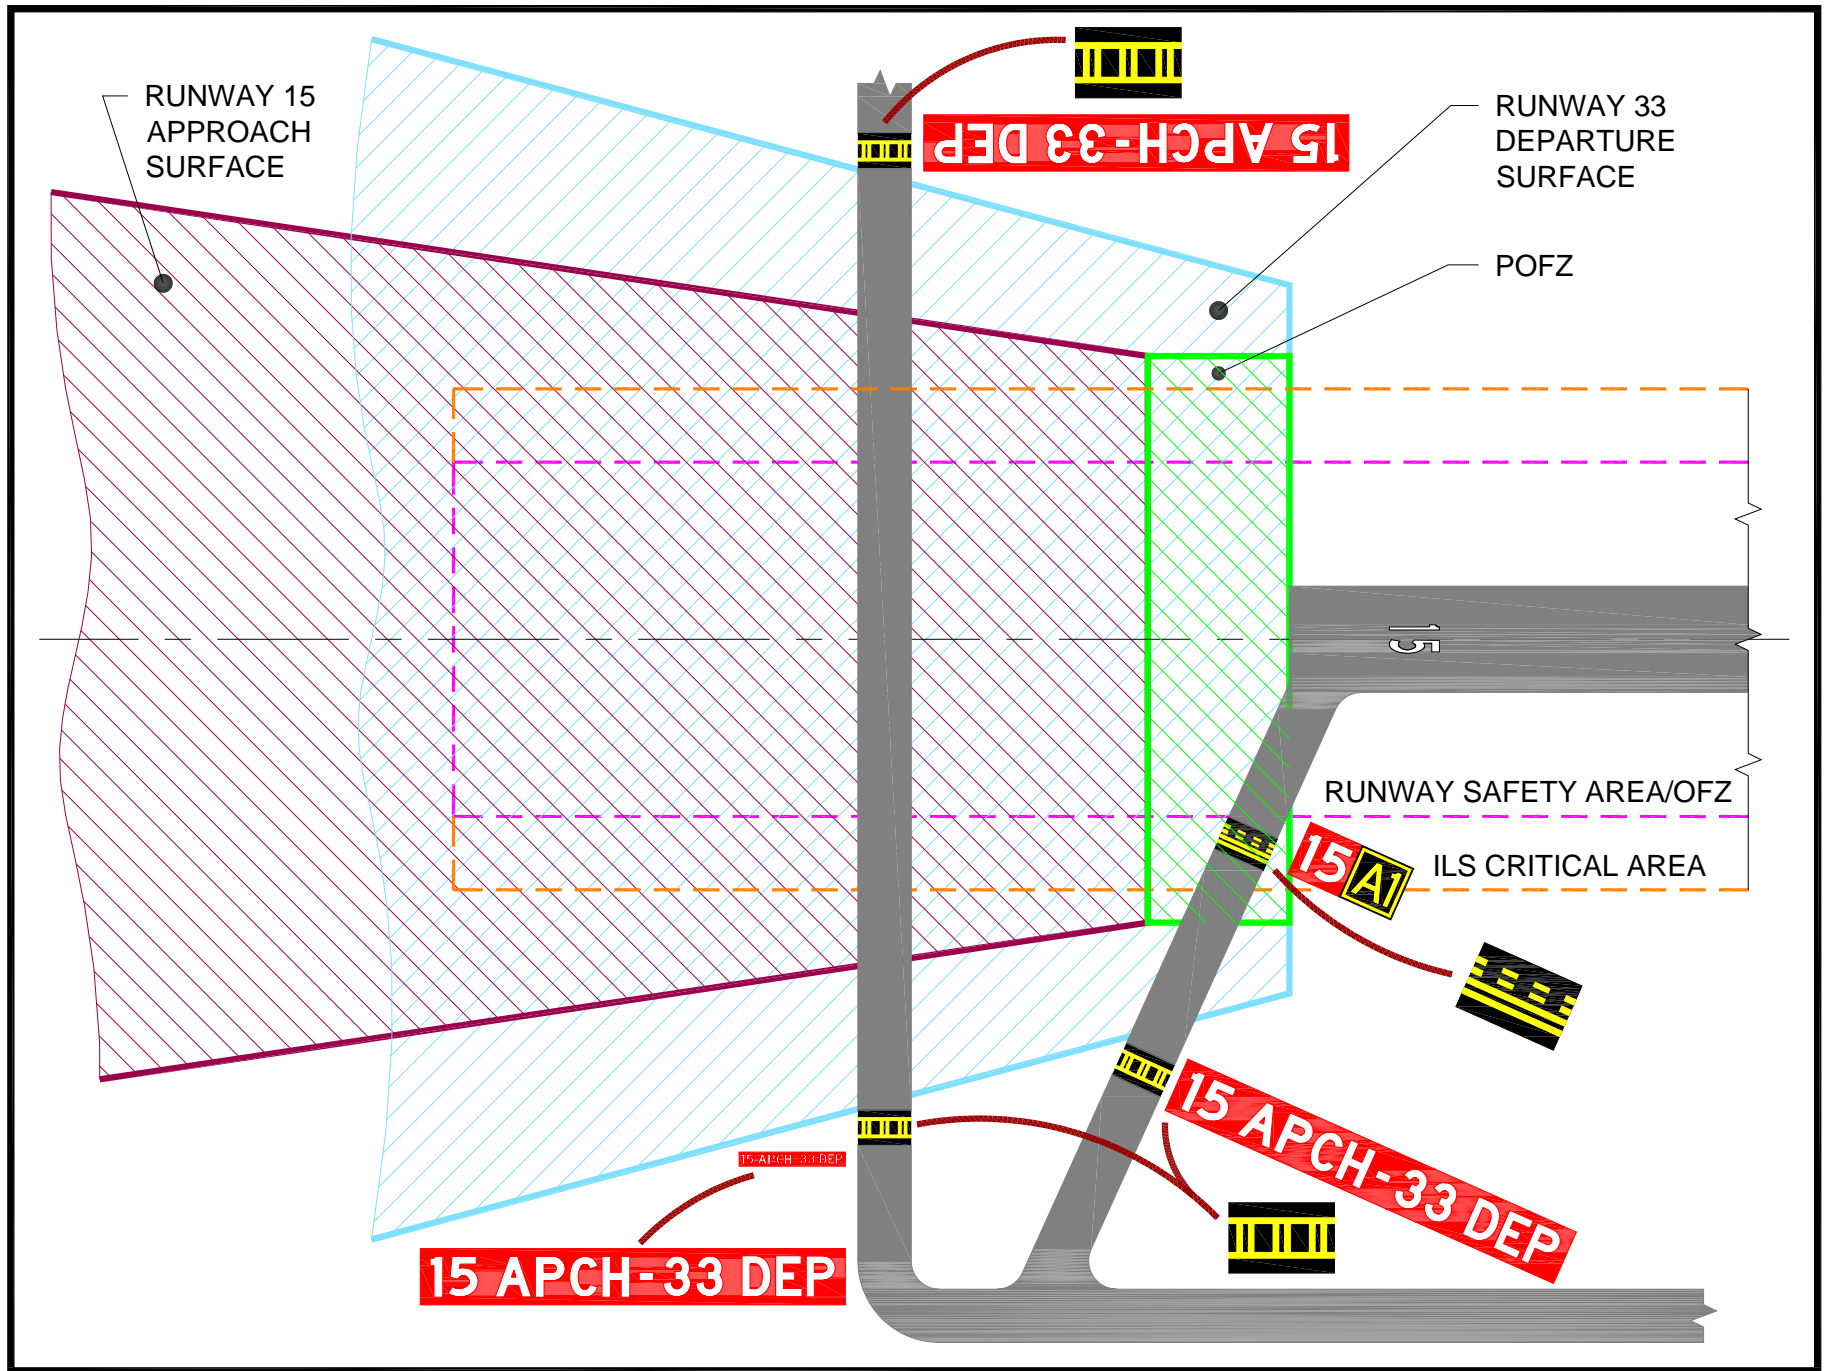 RUNWAY 15
APPROACH
SURFACE
15 APCH-33 DEP
RUNWAY 33
DEPARTURE
SURFACE
POFZ
15
RUNWAY SAFETY AREA/OFZ
15 A1
ILS CRITICAL AREA
15 APCH-33 DEP
15 APCH-33 DEP
15 APCH-33 DEP